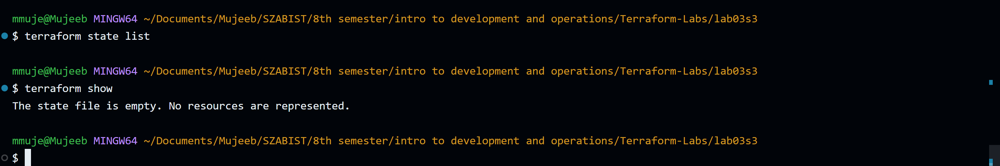 mmuje@Mujeeb MINGW64 ~/Documents/Mujeeb/SZABIST/8th semester/intro to development and operations/Terraform-Labs/lab03s3
$ terraform state list
mmuje@Mujeeb MINGW64 ~/Documents/Mujeeb/SZABIST/8th semester/intro to development and operations/Terraform-Labs/lab03s3
$ terraform show
The state file is empty. No resources are represented.
mmuje@Mujeeb MINGW64 ~/Documents/Mujeeb/SZABIST/8th semester/intro to development and operations/Terraform-Labs/lab03s3
$